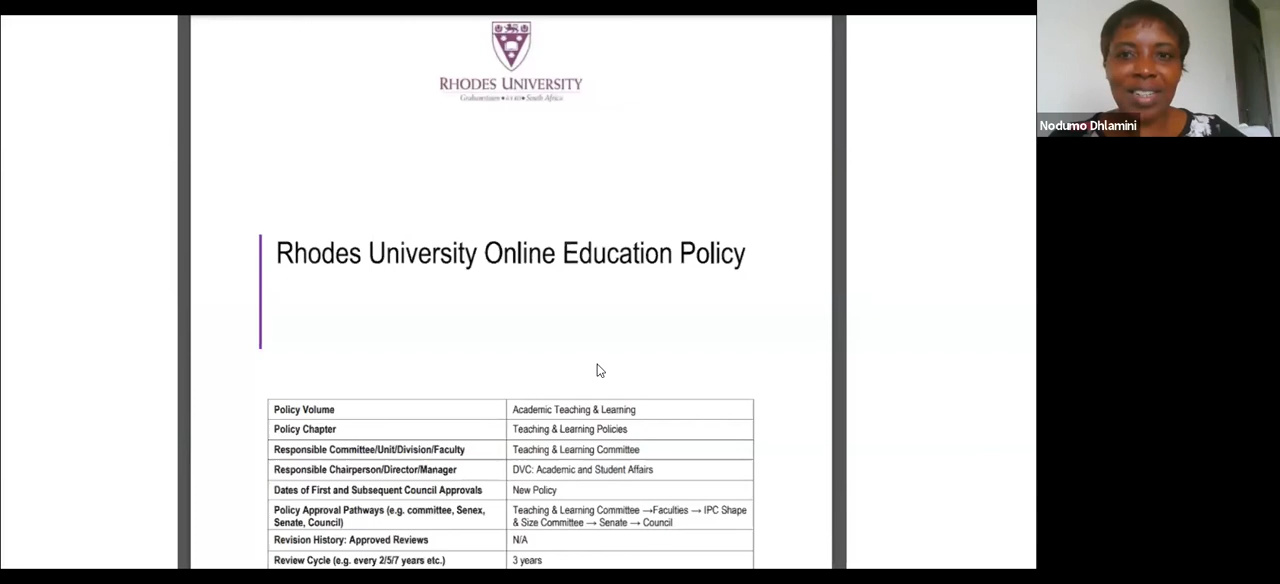 RHODES UNIVERSITY
Grahamstown • 6140 • South Africa
Nodumo Dhlamini
Rhodes University Online Education Policy
Policy Volume Academic Teaching & Learning
Policy Chapter Teaching & Learning Policies
Responsible Committee/Unit/Division/Faculty Teaching & Learning Committee
Responsible Chairperson/Director/Manager DVC: Academic and Student Affairs
Dates of First and Subsequent Council Approvals New Policy
Policy Approval Pathways (e.g. committee, Senex, Teaching & Learning Committee →Faculties → IPC Shape
Senate, Council) & Size Committee → Senate → Council
Revision History: Approved Reviews N/A
Review Cycle (e.g. every 2/5/7 years etc.) 3 years